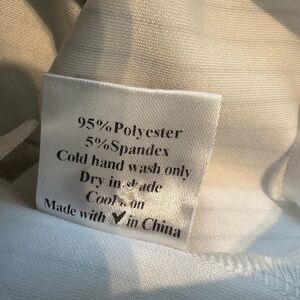 95%Polyester
5%Spandex
Cold hand wash only
Dry in shade
Cool iron
Made with ♥ in China